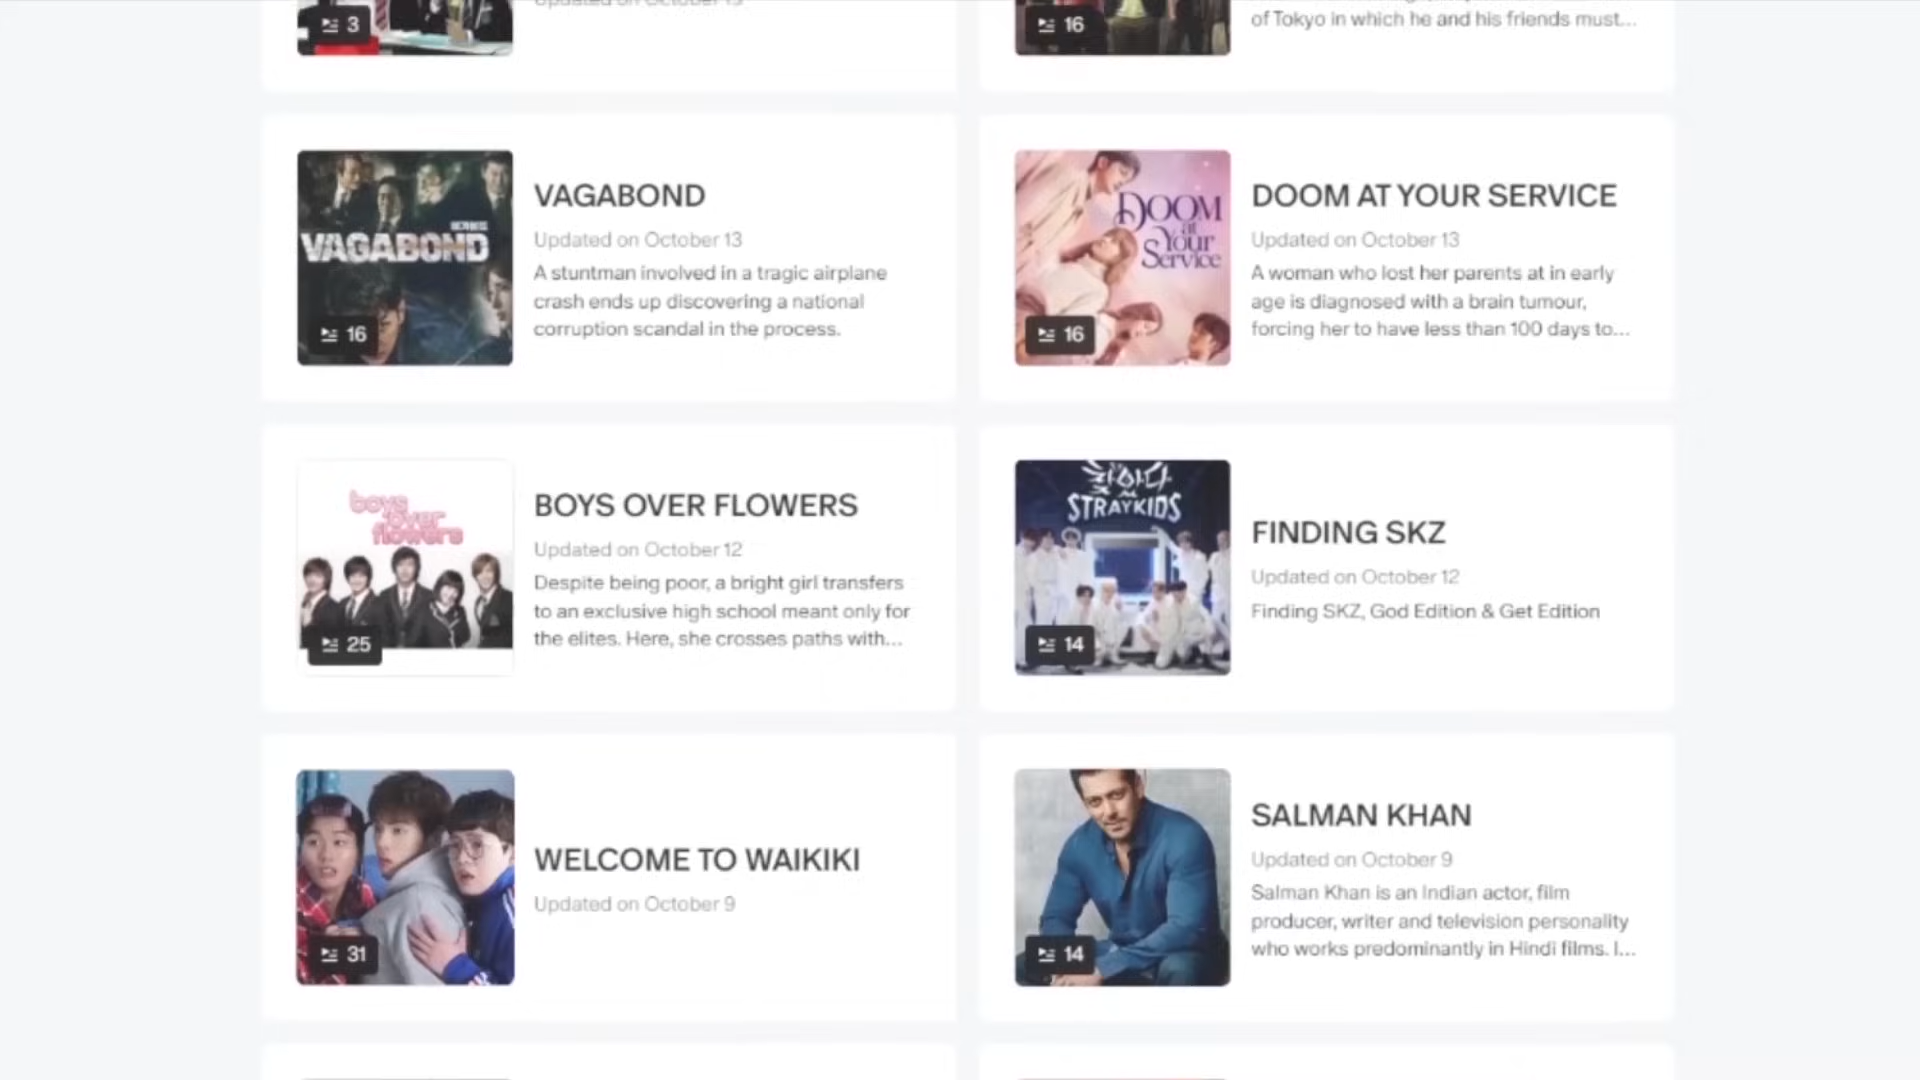 3
Updated on October 13
16
of Tokyo in which he and his friends must...
VAGABOND
16
VAGABOND
Updated on October 13
A stuntman involved in a tragic airplane
crash ends up discovering a national
corruption scandal in the process.
DOOM
at
Your
Service
16
DOOM AT YOUR SERVICE
Updated on October 13
A woman who lost her parents at in early
age is diagnosed with a brain tumour,
forcing her to have less than 100 days to...
boys
over
flowers
25
BOYS OVER FLOWERS
Updated on October 12
Despite being poor, a bright girl transfers
to an exclusive high school meant only for
the elites. Here, she crosses paths with...
STRAYKIDS
14
FINDING SKZ
Updated on October 12
Finding SKZ, God Edition & Get Edition
31
WELCOME TO WAIKIKI
Updated on October 9
14
SALMAN KHAN
Updated on October 9
Salman Khan is an Indian actor, film
producer, writer and television personality
who works predominantly in Hindi films. I...